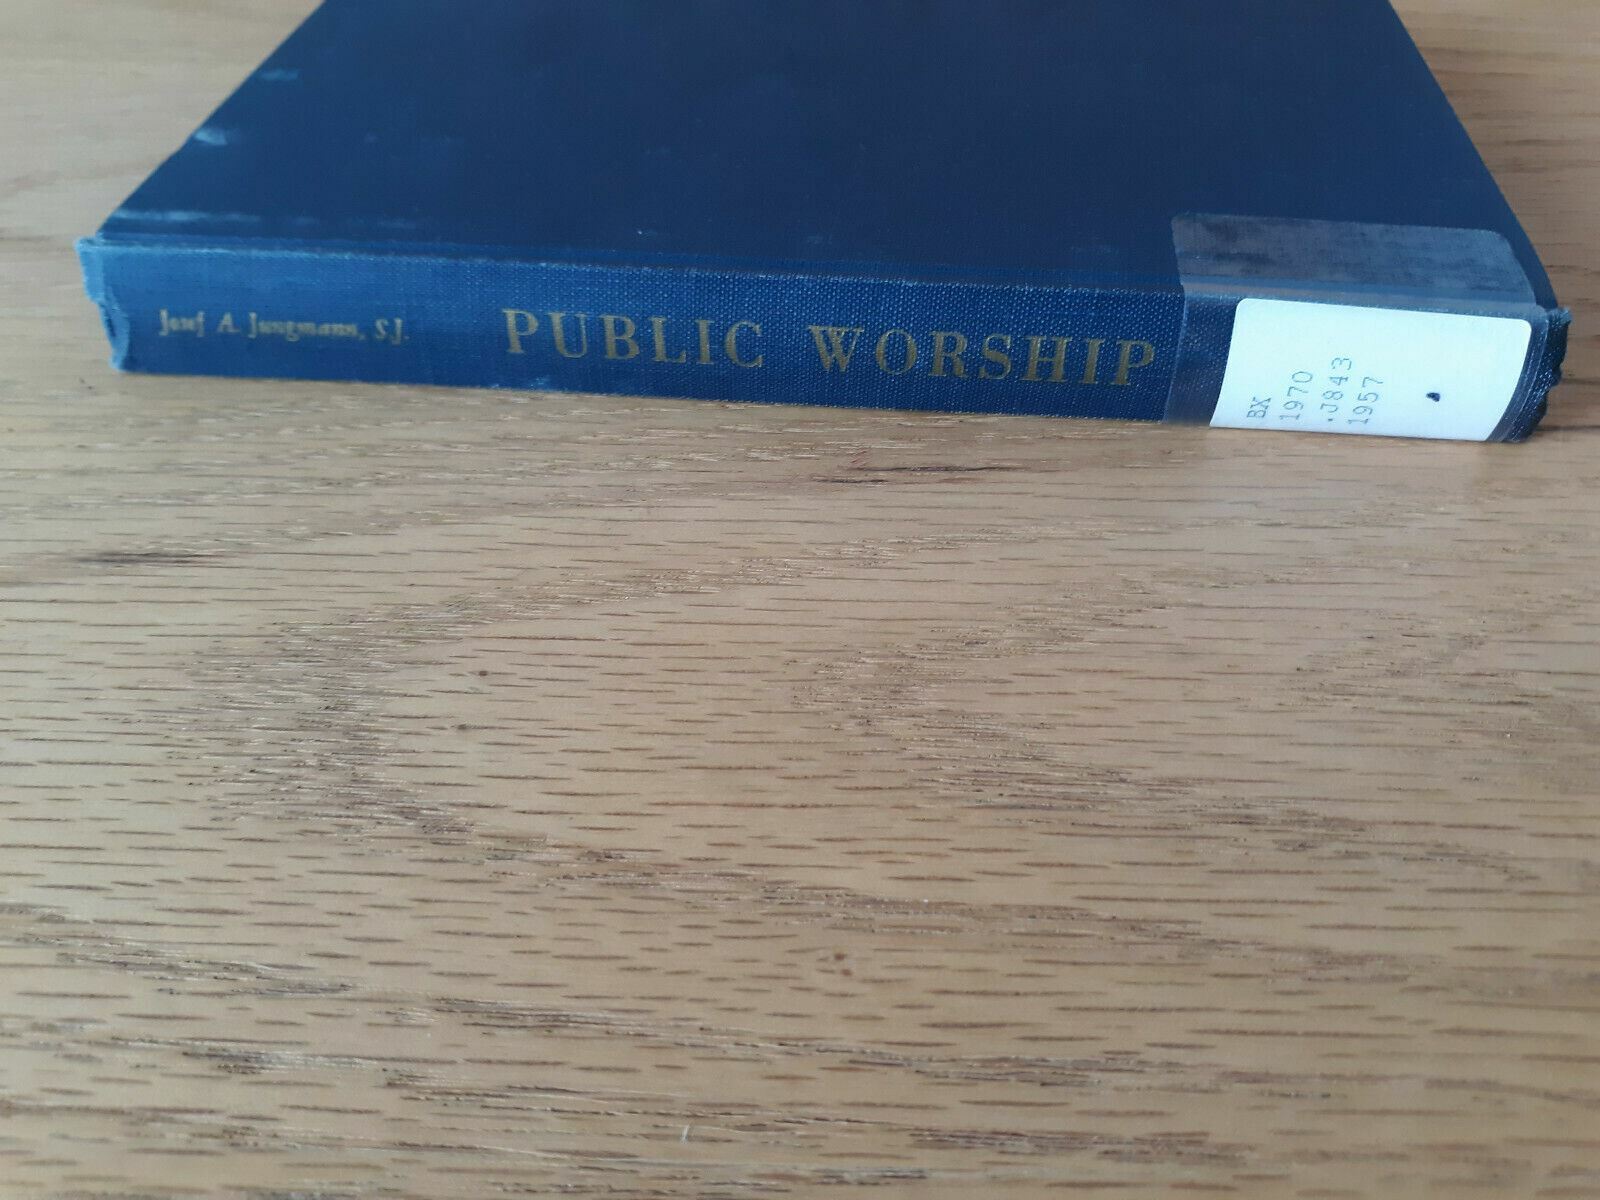 Josef A. Jungmann, S.J.
PUBLIC WORSHIP
BX
1970
.J843
1957